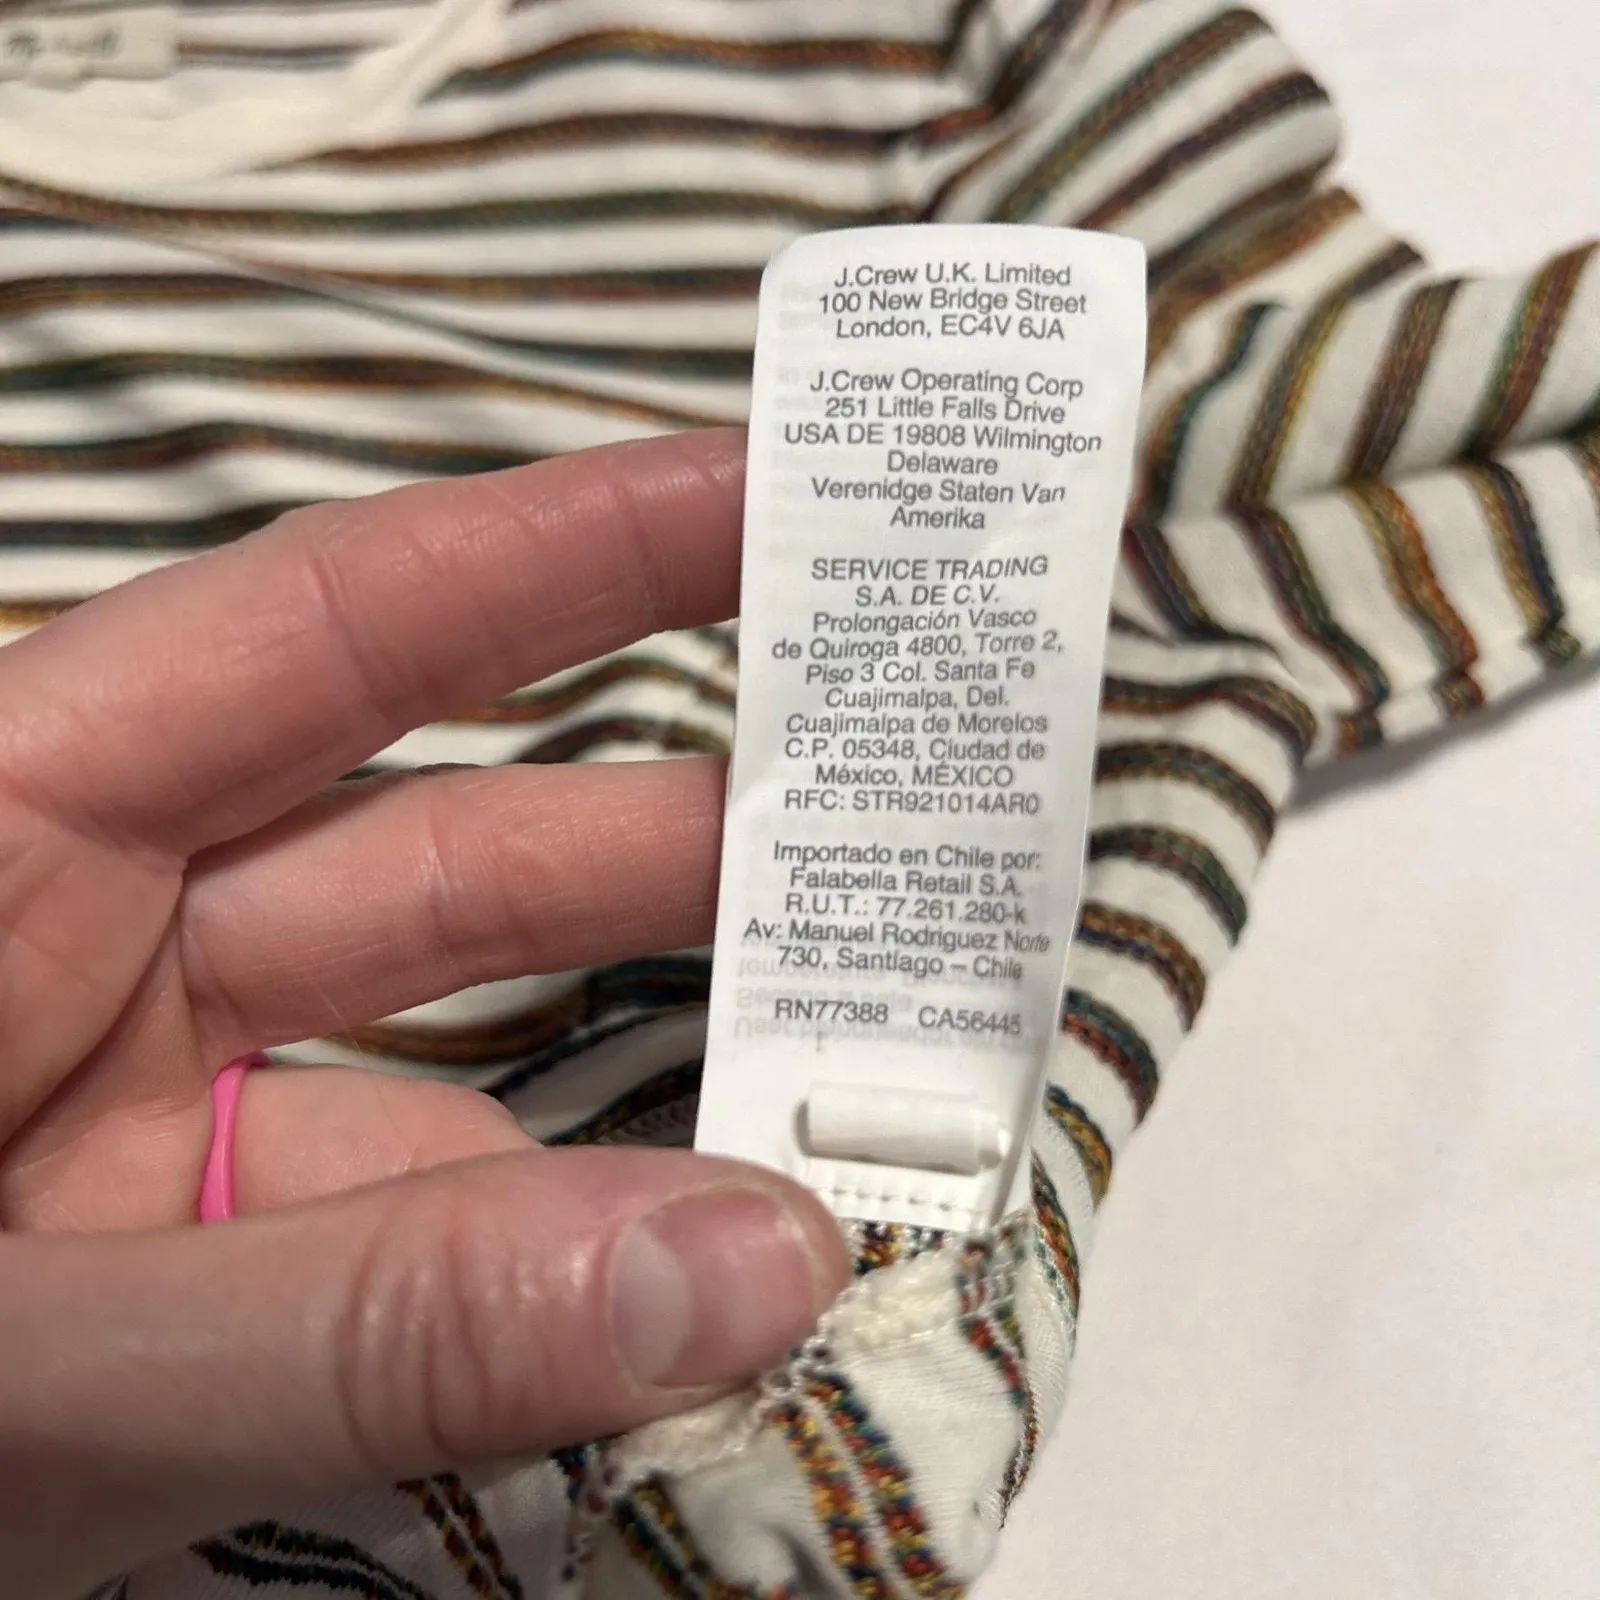 J.Crew U.K. Limited
100 New Bridge Street
London, EC4V 6JA
J.Crew Operating Corp
251 Little Falls Drive
USA DE 19808 Wilmington
Delaware
Verenidge Staten Van
Amerika
SERVICE TRADING
S.A. DE C.V.
Prolongación Vasco
de Quiroga 4800, Torre 2,
Piso 3 Col. Santa Fe
Cuajimalpa, Del.
Cuajimalpa de Morelos
C.P. 05348, Ciudad de
México, MÉXICO
RFC: STR921014AR0
Importado en Chile por:
Falabella Retail S.A.
R.U.T.: 77.261.280-k
Av: Manuel Rodriguez Norte
730, Santiago – Chile
RN77388 CA56445